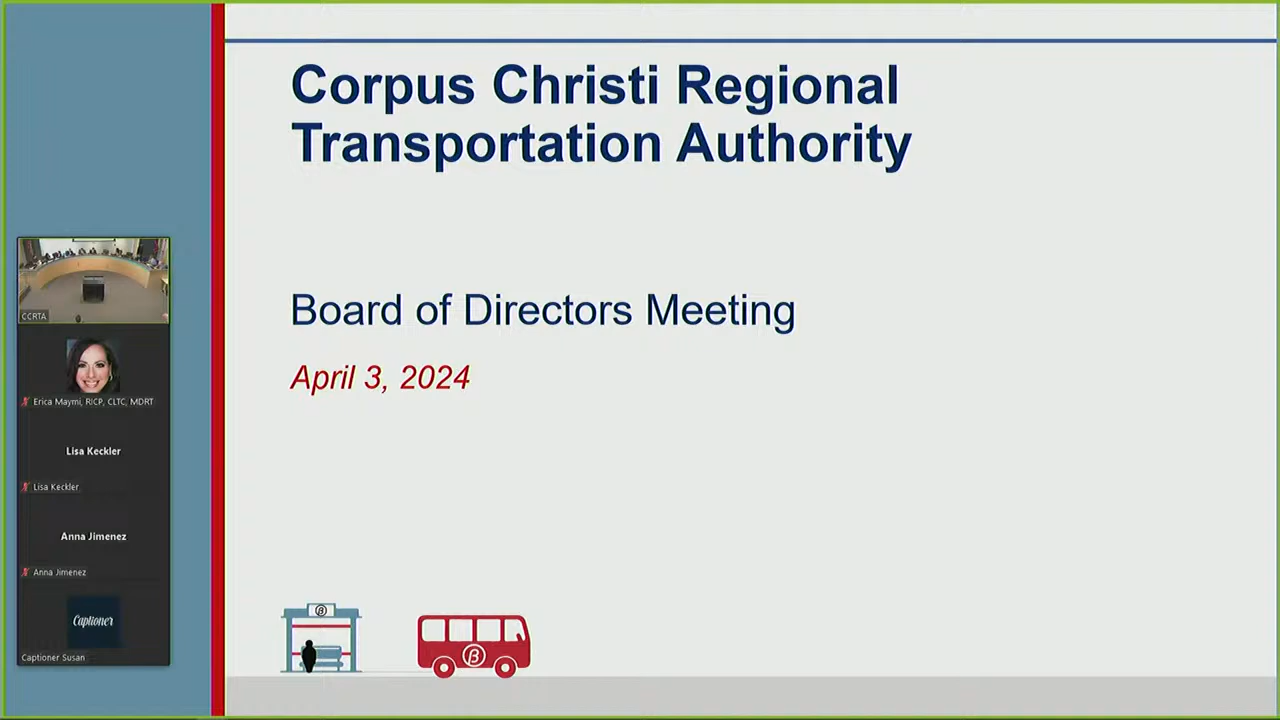 Corpus Christi Regional
Transportation Authority
Board of Directors Meeting
April 3, 2024
CCRTA
Erica Maymi, RICP, CLTC, MDRT
Lisa Keckler
Lisa Keckler
Anna Jimenez
Anna Jimenez
Captioner
Captioner Susan
B
B